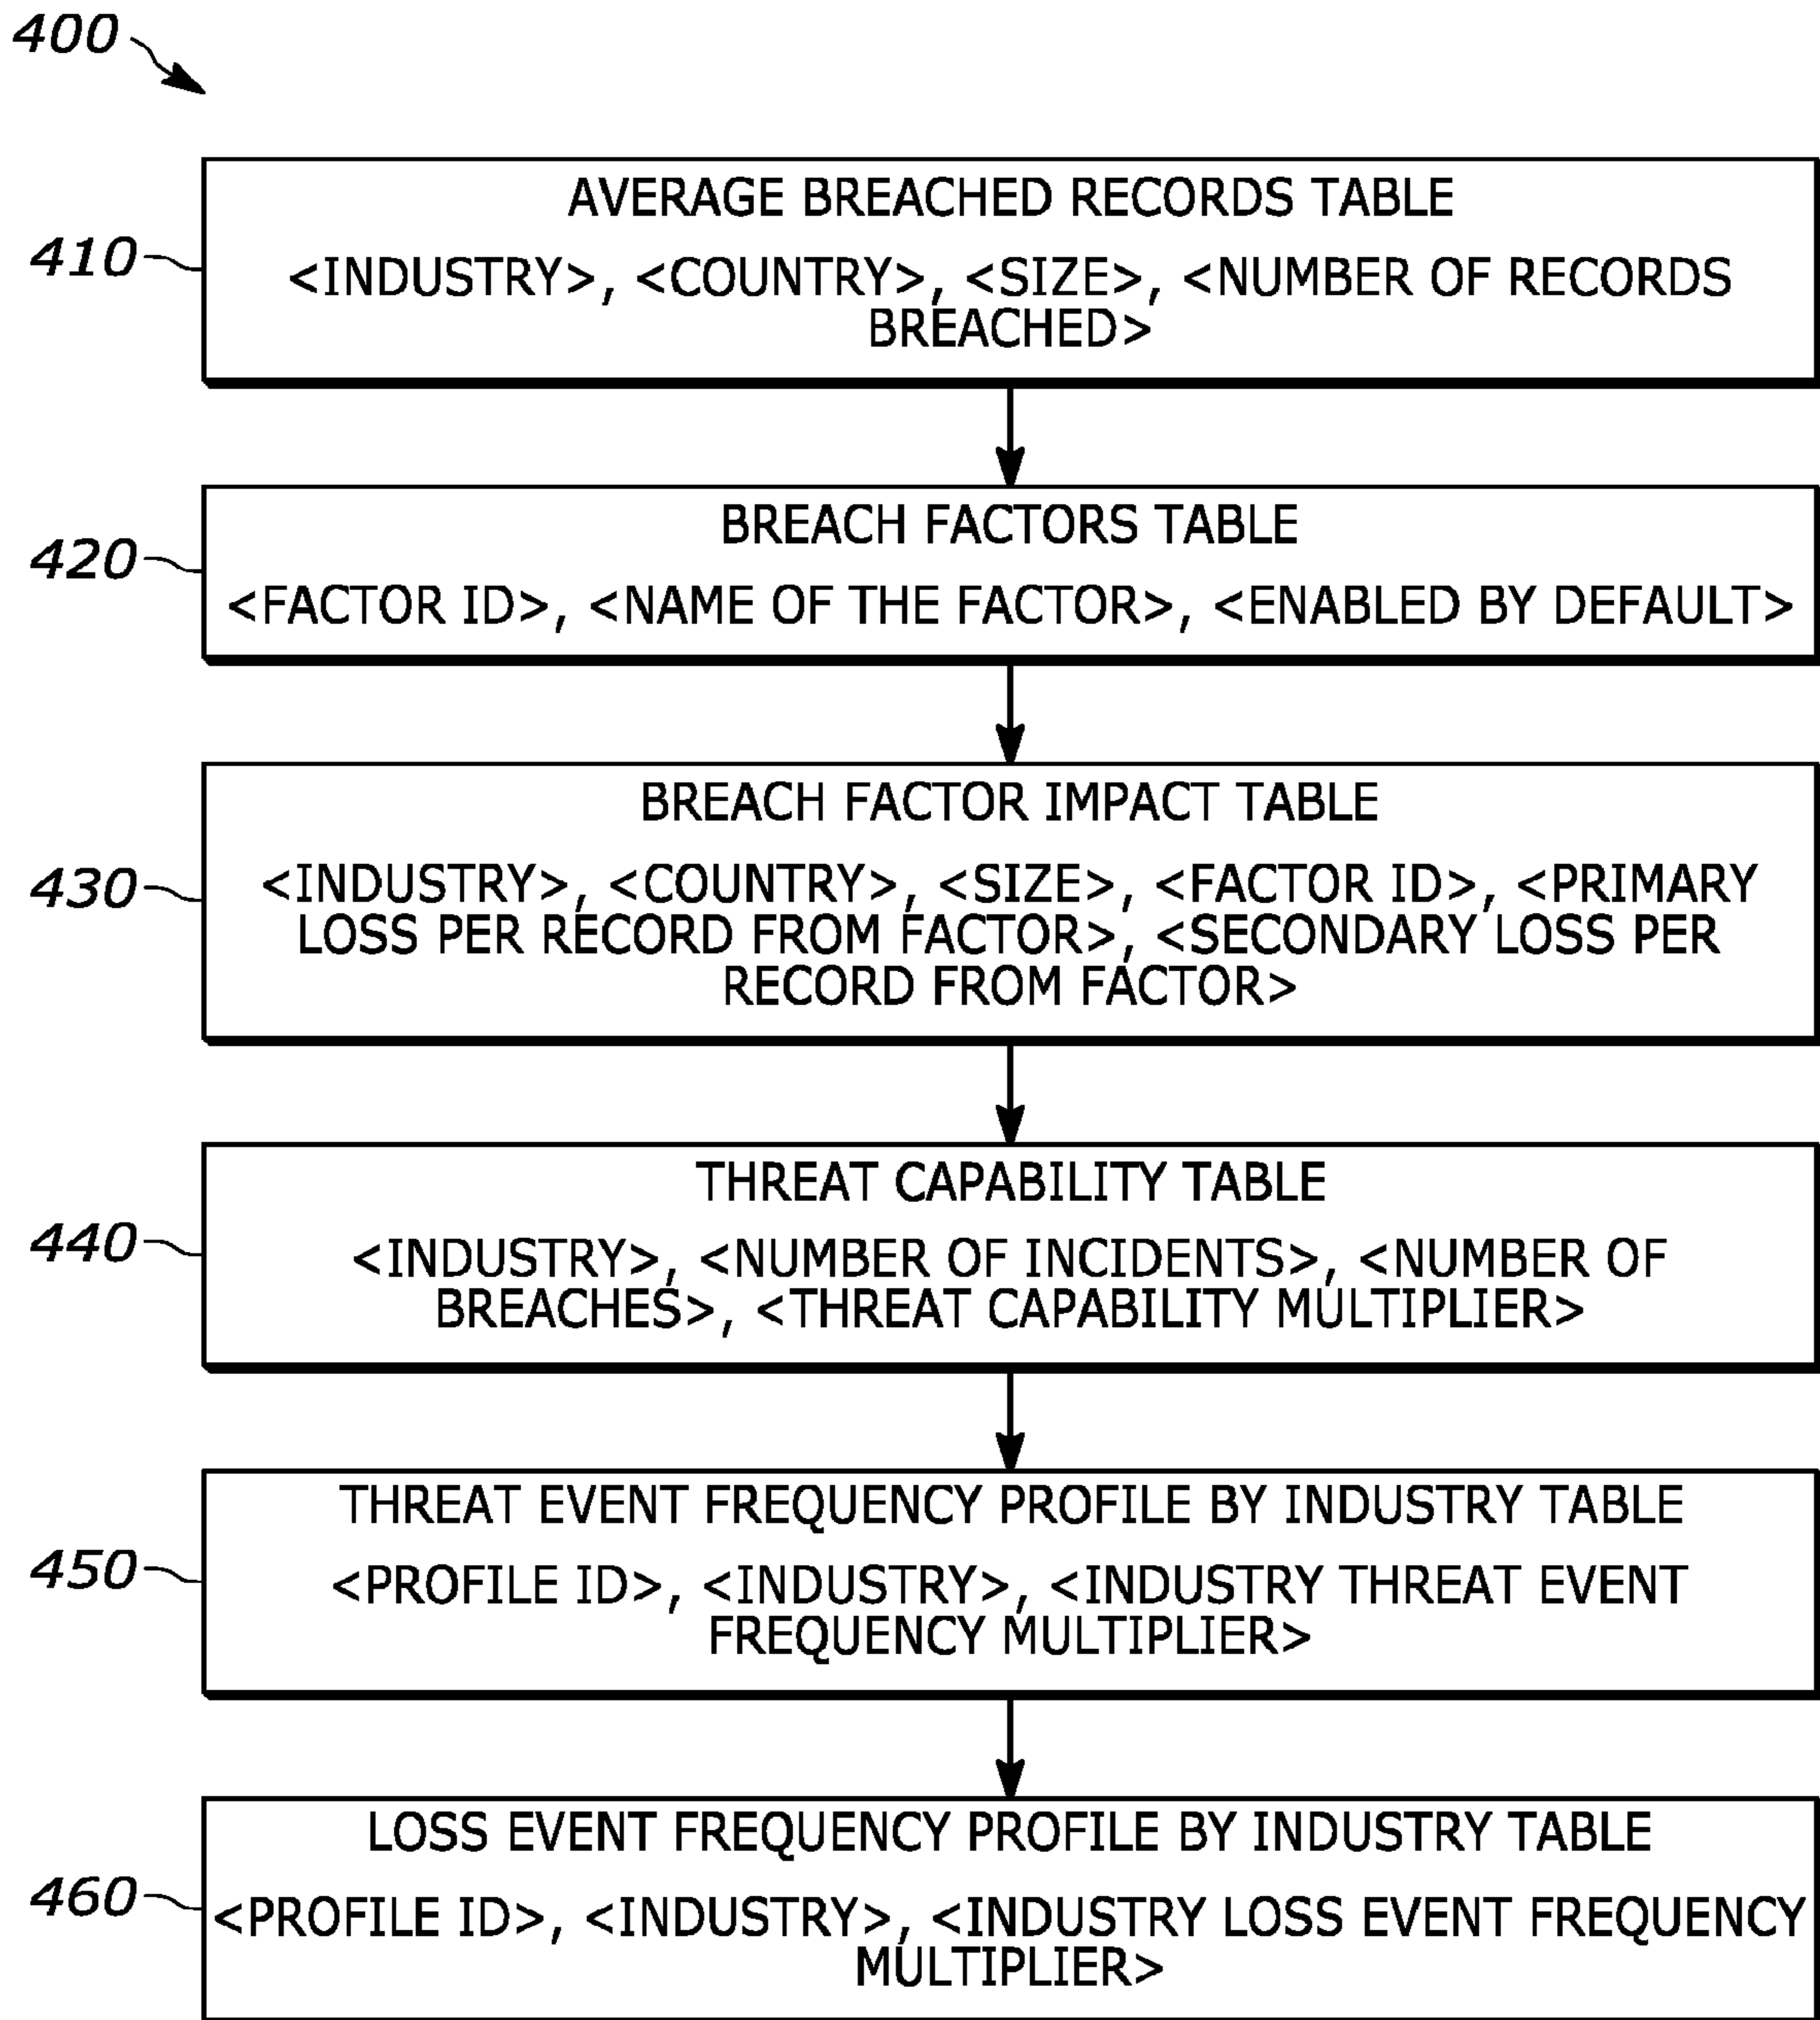 400
AVERAGE BREACHED RECORDS TABLE
410
<INDUSTRY>, <COUNTRY>, <SIZE>, <NUMBER OF RECORDS
BREACHED>
BREACH FACTORS TABLE
420
<FACTOR ID>, <NAME OF THE FACTOR>, <ENABLED BY DEFAULT>
BREACH FACTOR IMPACT TABLE
430
<INDUSTRY>, <COUNTRY>, <SIZE>, <FACTOR ID>, <PRIMARY
LOSS PER RECORD FROM FACTOR>, <SECONDARY LOSS PER
RECORD FROM FACTOR>
THREAT CAPABILITY TABLE
440
<INDUSTRY>, <NUMBER OF INCIDENTS>, <NUMBER OF
BREACHES>, <THREAT CAPABILITY MULTIPLIER>
THREAT EVENT FREQUENCY PROFILE BY INDUSTRY TABLE
450
<PROFILE ID>, <INDUSTRY>, <INDUSTRY THREAT EVENT
FREQUENCY MULTIPLIER>
LOSS EVENT FREQUENCY PROFILE BY INDUSTRY TABLE
460
<PROFILE ID>, <INDUSTRY>, <INDUSTRY LOSS EVENT FREQUENCY
MULTIPLIER>